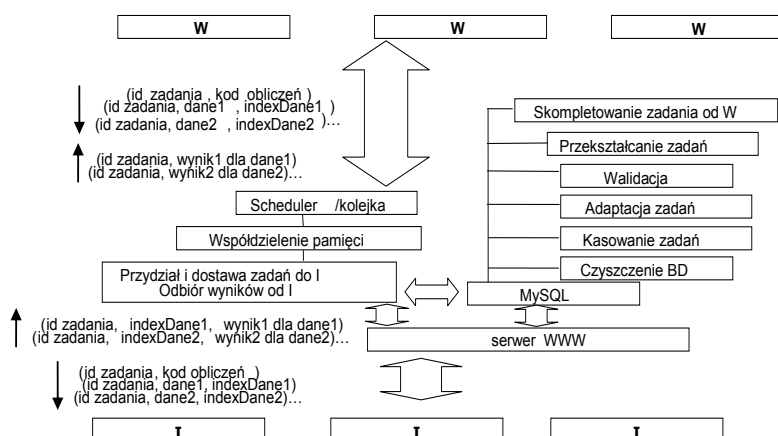 W W W
(id zadania , kod obliczeń )
(id zadania, dane1 , indexDane1 )
(id zadania, dane2 , indexDane2 )…
(id zadania, wynik1 dla dane1)
(id zadania, wynik2 dla dane2)…
Skompletowanie zadania od W
Przekształcanie zadań
Walidacja
Adaptacja zadań
Kasowanie zadań
Czyszczenie BD
Scheduler /kolejka
Współdzielenie pamięci
Przydział i dostawa zadań do I
Odbiór wyników od I
MySQL
(id zadania, indexDane1, wynik1 dla dane1)
(id zadania, indexDane2, wynik2 dla dane2)…
serwer WWW
(id zadania, kod obliczeń )
(id zadania, dane1, indexDane1)
(id zadania, dane2, indexDane2)…
I I I